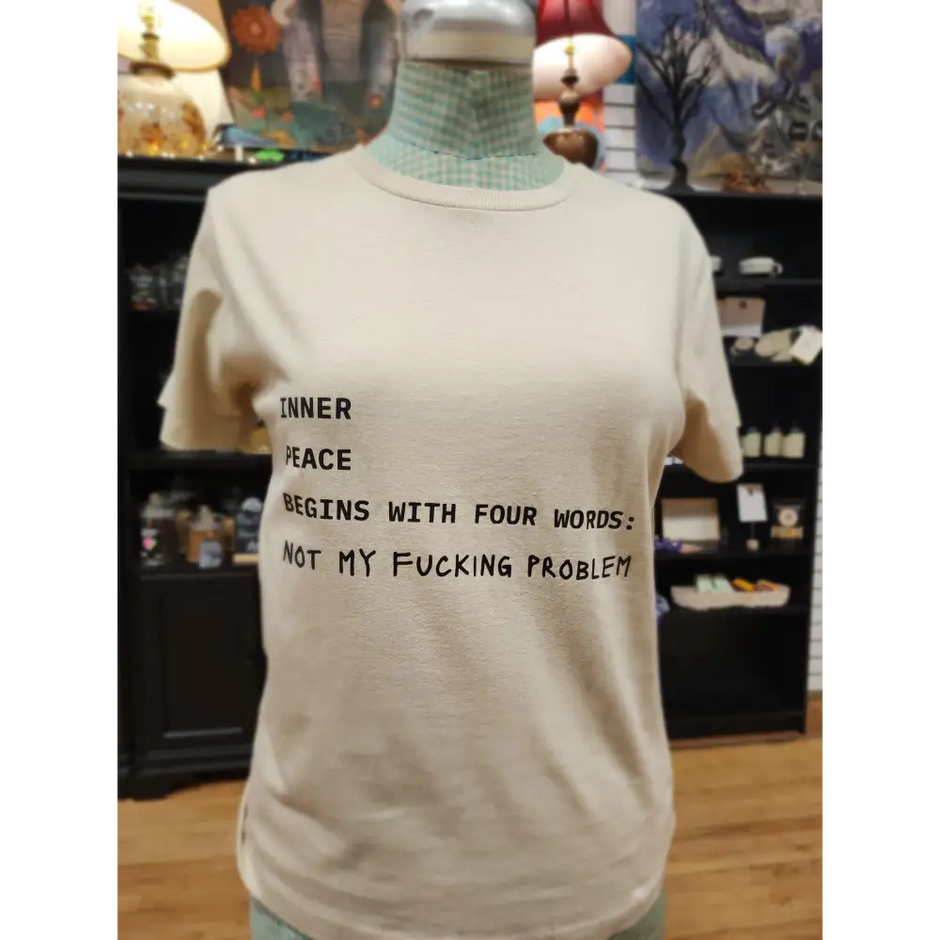 INNER
PEACE
BEGINS WITH FOUR WORDS:
NOT MY FUCKING PROBLEM